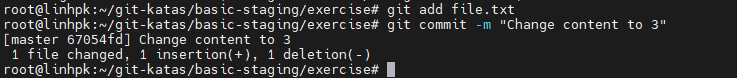 root@linhpk:~/git-katas/basic-staging/exercise# git add file.txt
root@linhpk:~/git-katas/basic-staging/exercise# git commit -m "Change content to 3"
[master 67054fd] Change content to 3
 1 file changed, 1 insertion(+), 1 deletion(-)
root@linhpk:~/git-katas/basic-staging/exercise#